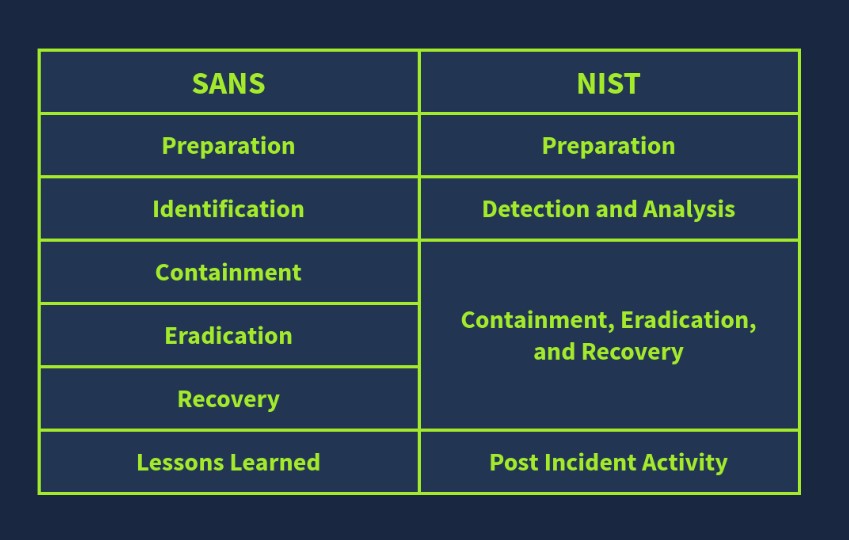 SANS
NIST
Preparation
Preparation
Identification
Detection and Analysis
Containment
Containment, Eradication,
and Recovery
Eradication
Recovery
Lessons Learned
Post Incident Activity